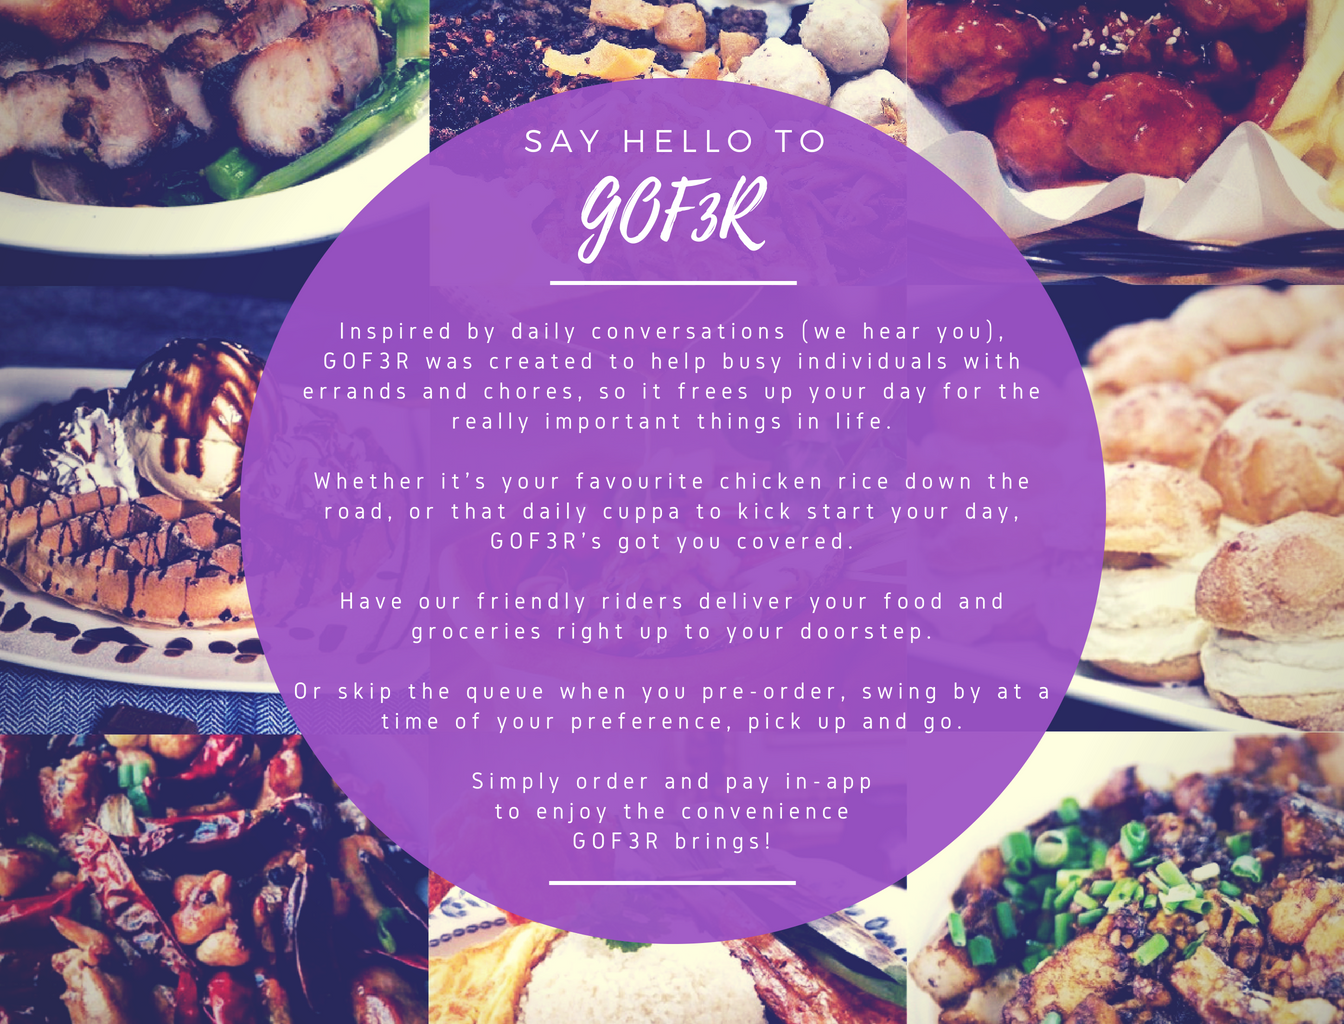 SAY HELLO TO
GOF3R
Inspired by daily conversations (we hear you),
GOF3R was created to help busy individuals with
errands and chores, so it frees up your day for the
really important things in life.
Whether it’s your favourite chicken rice down the
road, or that daily cuppa to kick start your day,
GOF3R’s got you covered.
Have our friendly riders deliver your food and
groceries right up to your doorstep.
Or skip the queue when you pre-order, swing by at a
time of your preference, pick up and go.
Simply order and pay in-app
to enjoy the convenience
GOF3R brings!